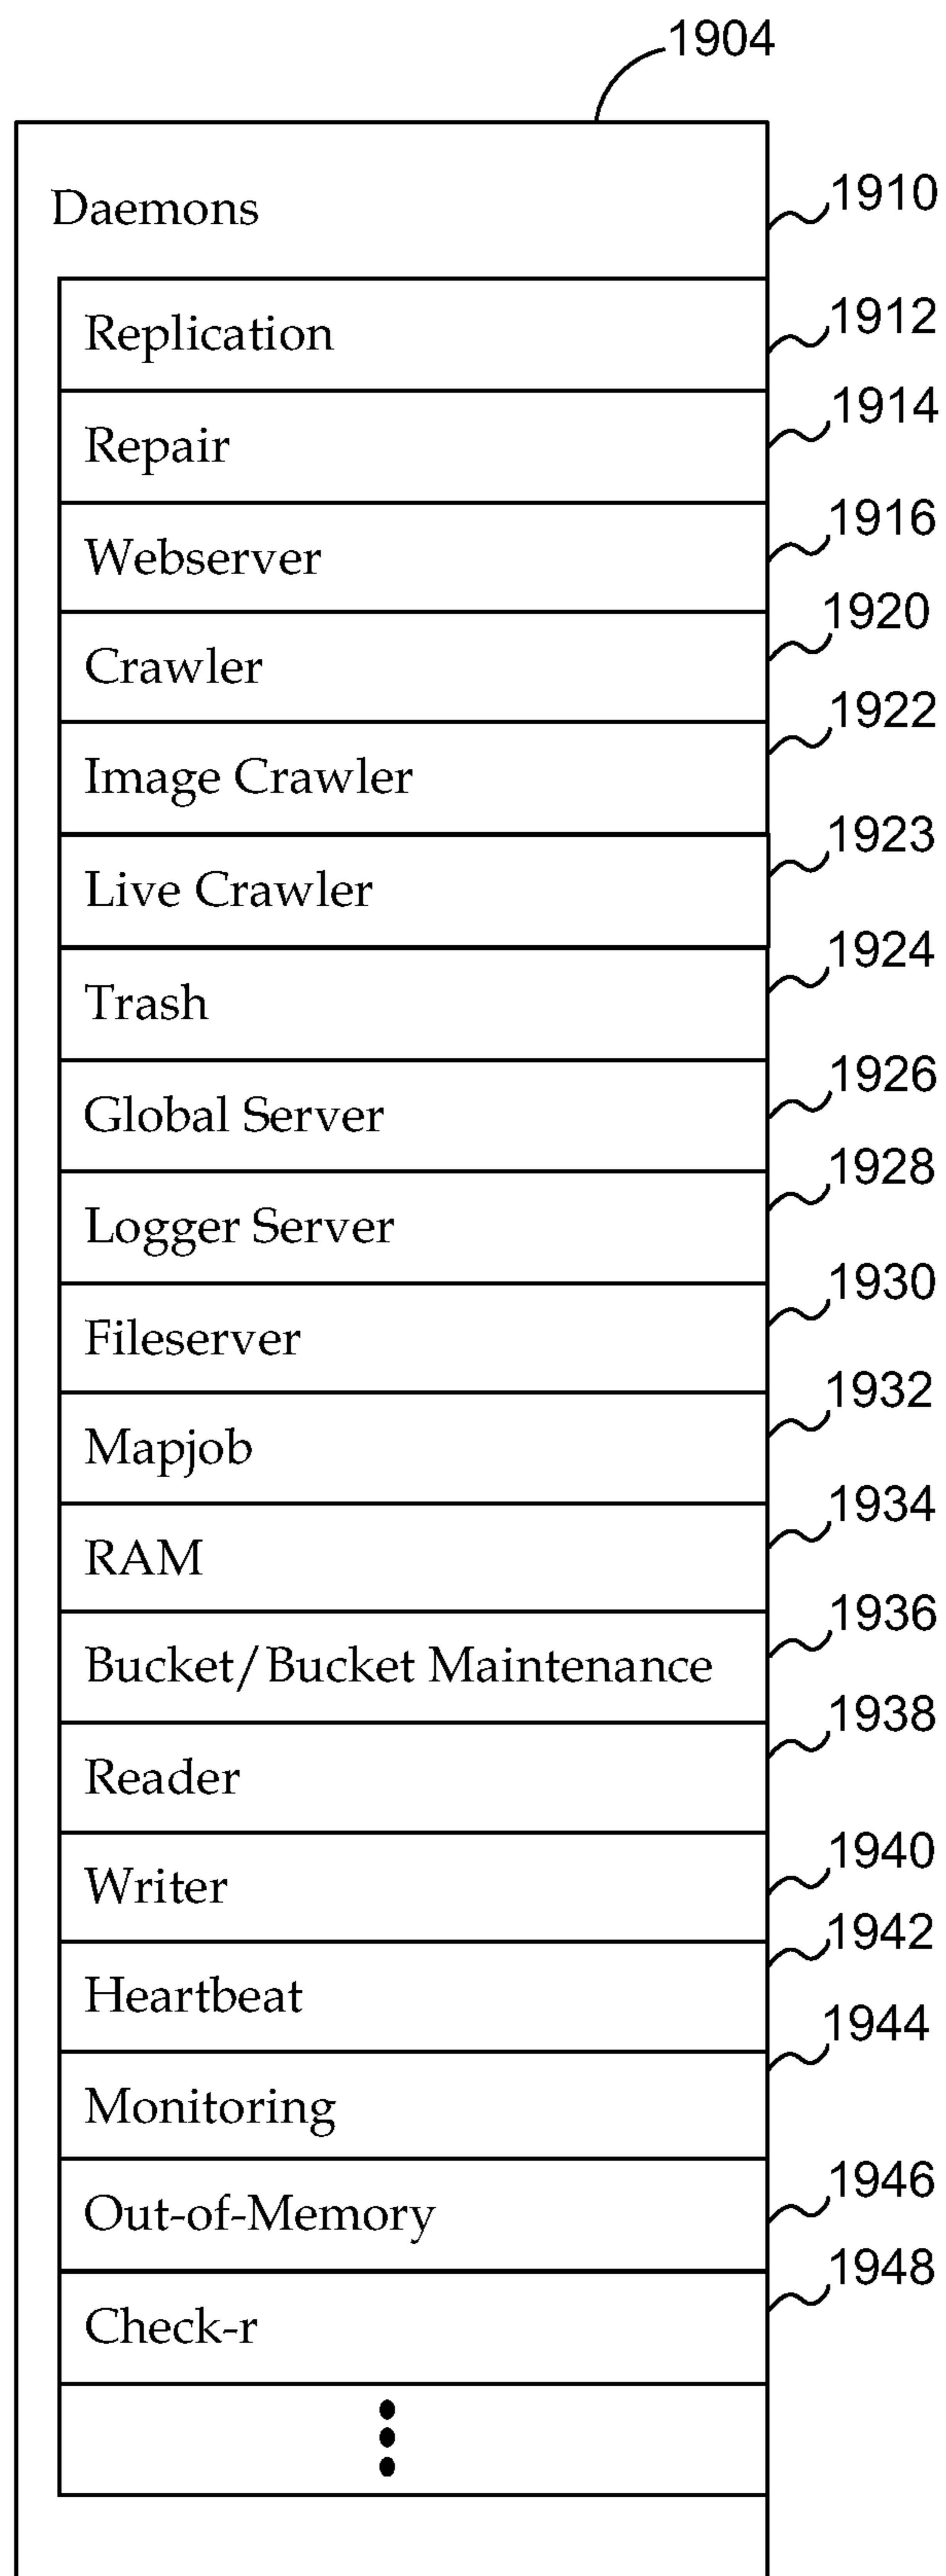 1904
Daemons 1910
Replication 1912
Repair 1914
Webserver 1916
Crawler 1920
Image Crawler 1922
Live Crawler 1923
Trash 1924
Global Server 1926
Logger Server 1928
Fileserver 1930
Mapjob 1932
RAM 1934
Bucket/Bucket Maintenance 1936
Reader 1938
Writer 1940
Heartbeat 1942
Monitoring 1944
Out-of-Memory 1946
Check-r 1948